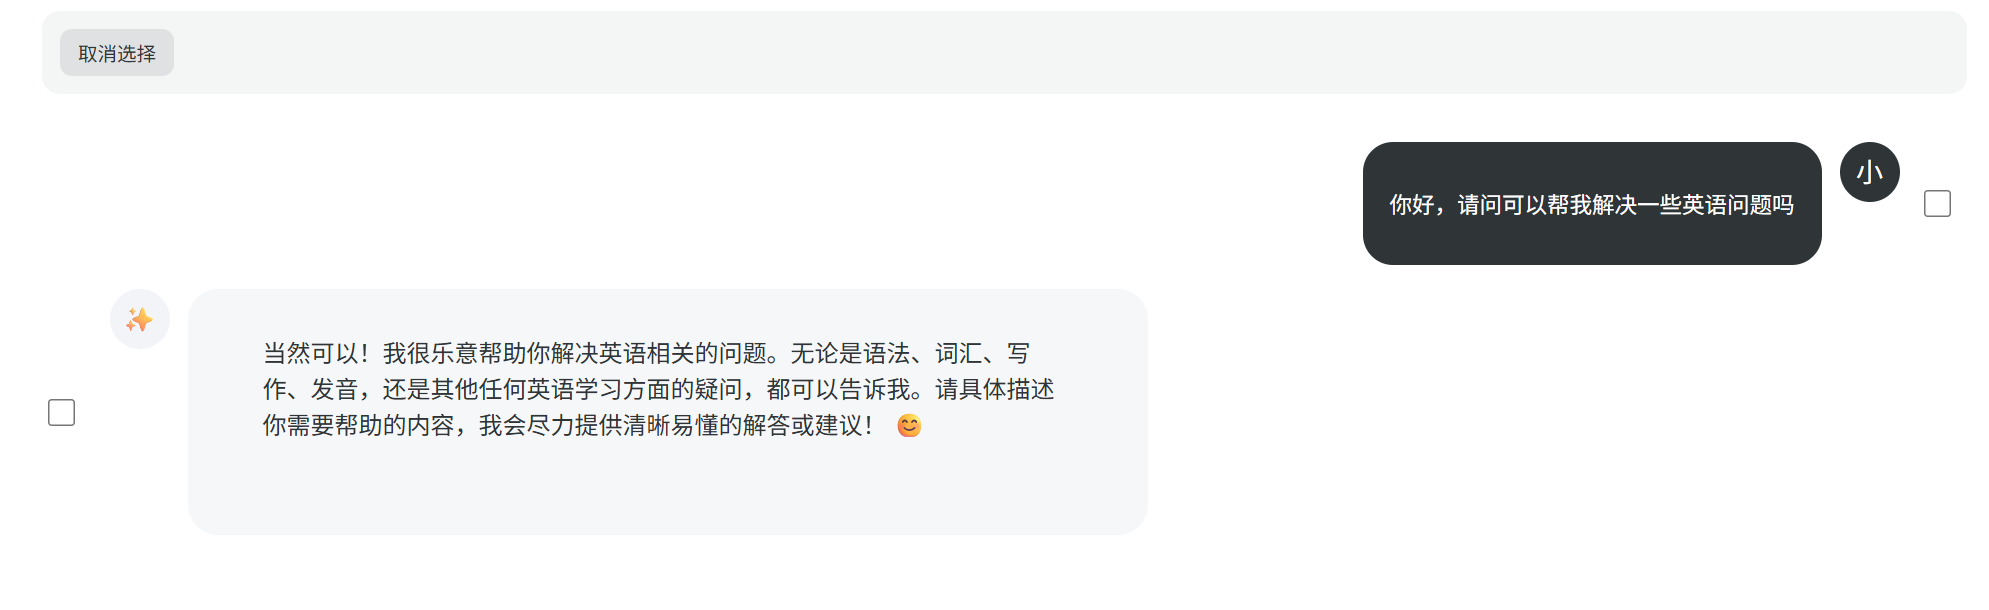 取消选择
你好，请问可以帮我解决一些英语问题吗
小
当然可以！我很乐意帮助你解决英语相关的问题。无论是语法、词汇、写
作、发音，还是其他任何英语学习方面的疑问，都可以告诉我。请具体描述
你需要帮助的内容，我会尽力提供清晰易懂的解答或建议！ 😊